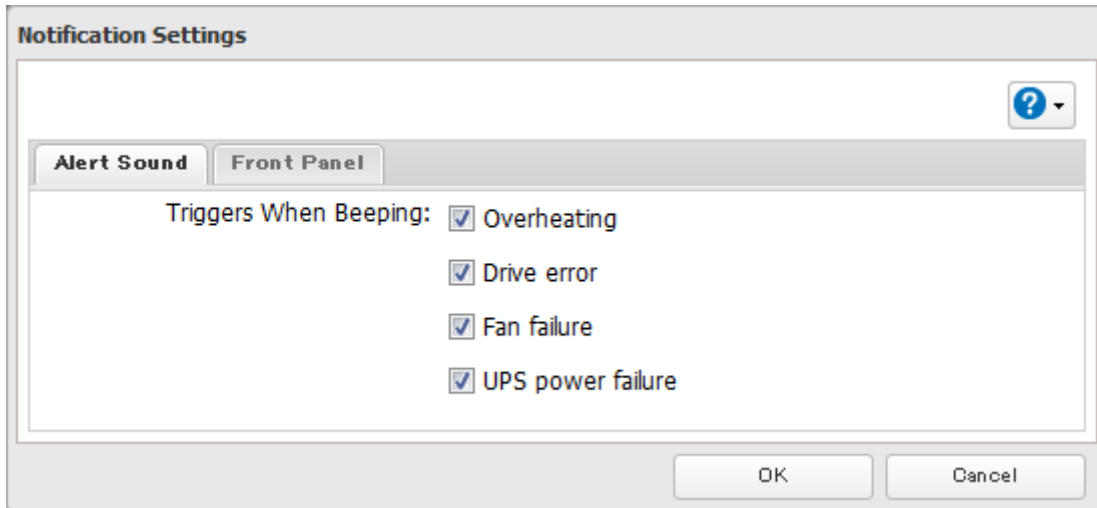 Notification Settings
?
Alert Sound Front Panel
Triggers When Beeping: Overheating
Drive error
Fan failure
UPS power failure
OK Cancel